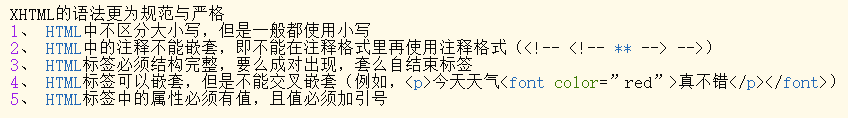 XHTML的语法更为规范与严格
1、 HTML中不区分大小写，但是一般都使用小写
2、 HTML中的注释不能嵌套，即不能在注释格式里再使用注释格式（<!-- <!-- ** --> -->）
3、 HTML标签必须结构完整，要么成对出现，套么自结束标签
4、 HTML标签可以嵌套，但是不能交叉嵌套（例如，<p>今天天气<font color=”red”>真不错</p></font>）
5、 HTML标签中的属性必须有值，且值必须加引号